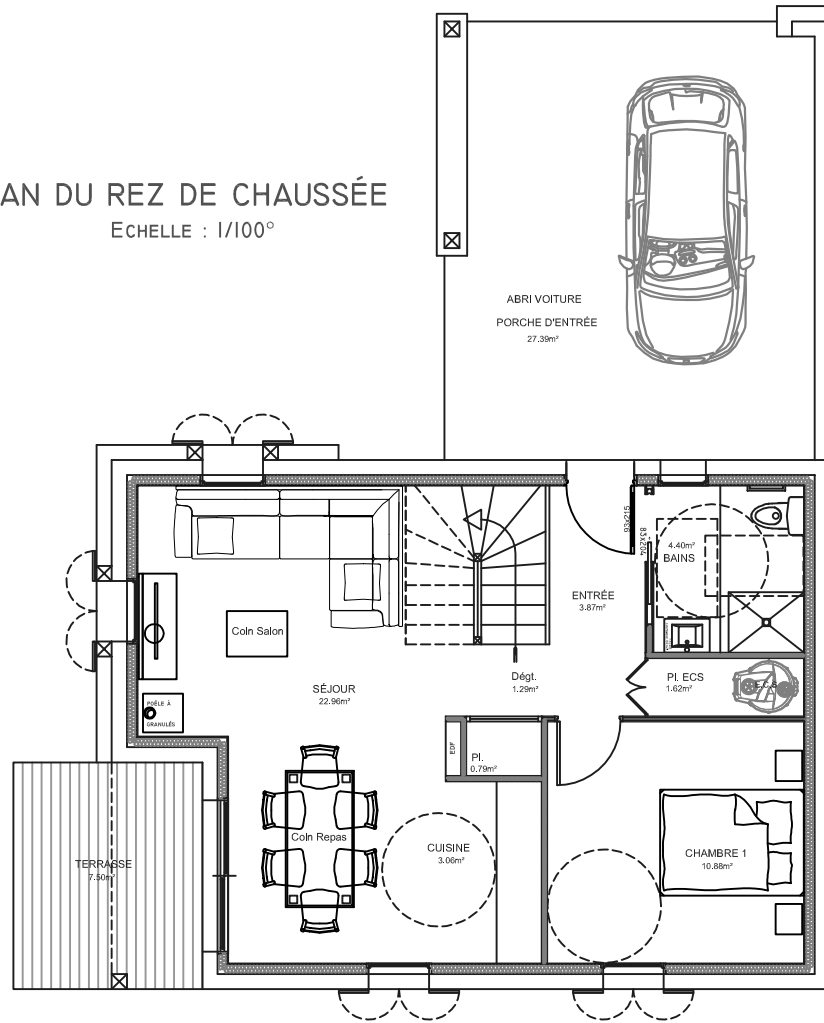 AN DU REZ DE CHAUSSÉE
ECHELLE : 1/100°
ABRI VOITURE
PORCHE D'ENTRÉE
27.39m²
93x215
83x204
4.40m²
BAINS
ENTRÉE
3.87m²
Coin Salon
Dégt.
1.29m²
Pl. ECS
1.62m²
E.C.S
SÉJOUR
22.96m²
POÊLE À
GRANULÉS
EDF
Pl.
0.79m²
Coin Repas
CUISINE
3.06m²
CHAMBRE 1
10.88m²
TERRASSE
7.50m²